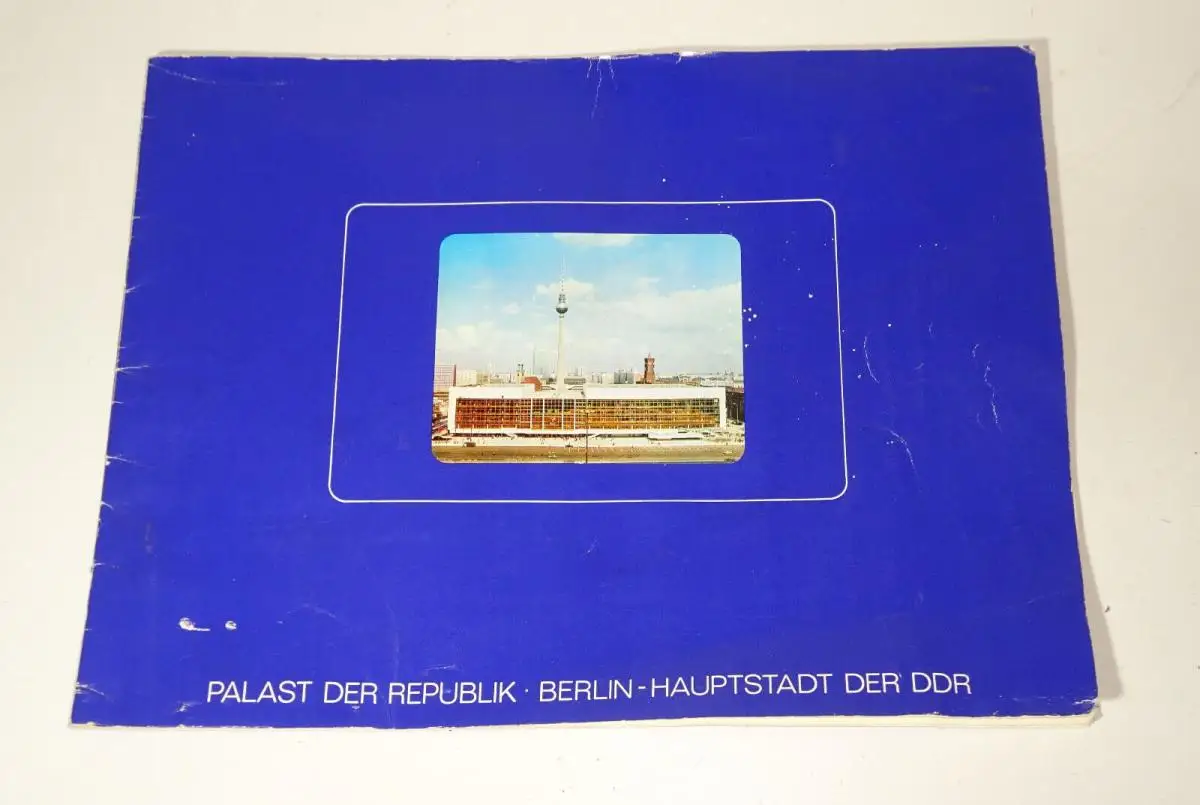 PALAST DER REPUBLIK · BERLIN-HAUPTSTADT DER DDR